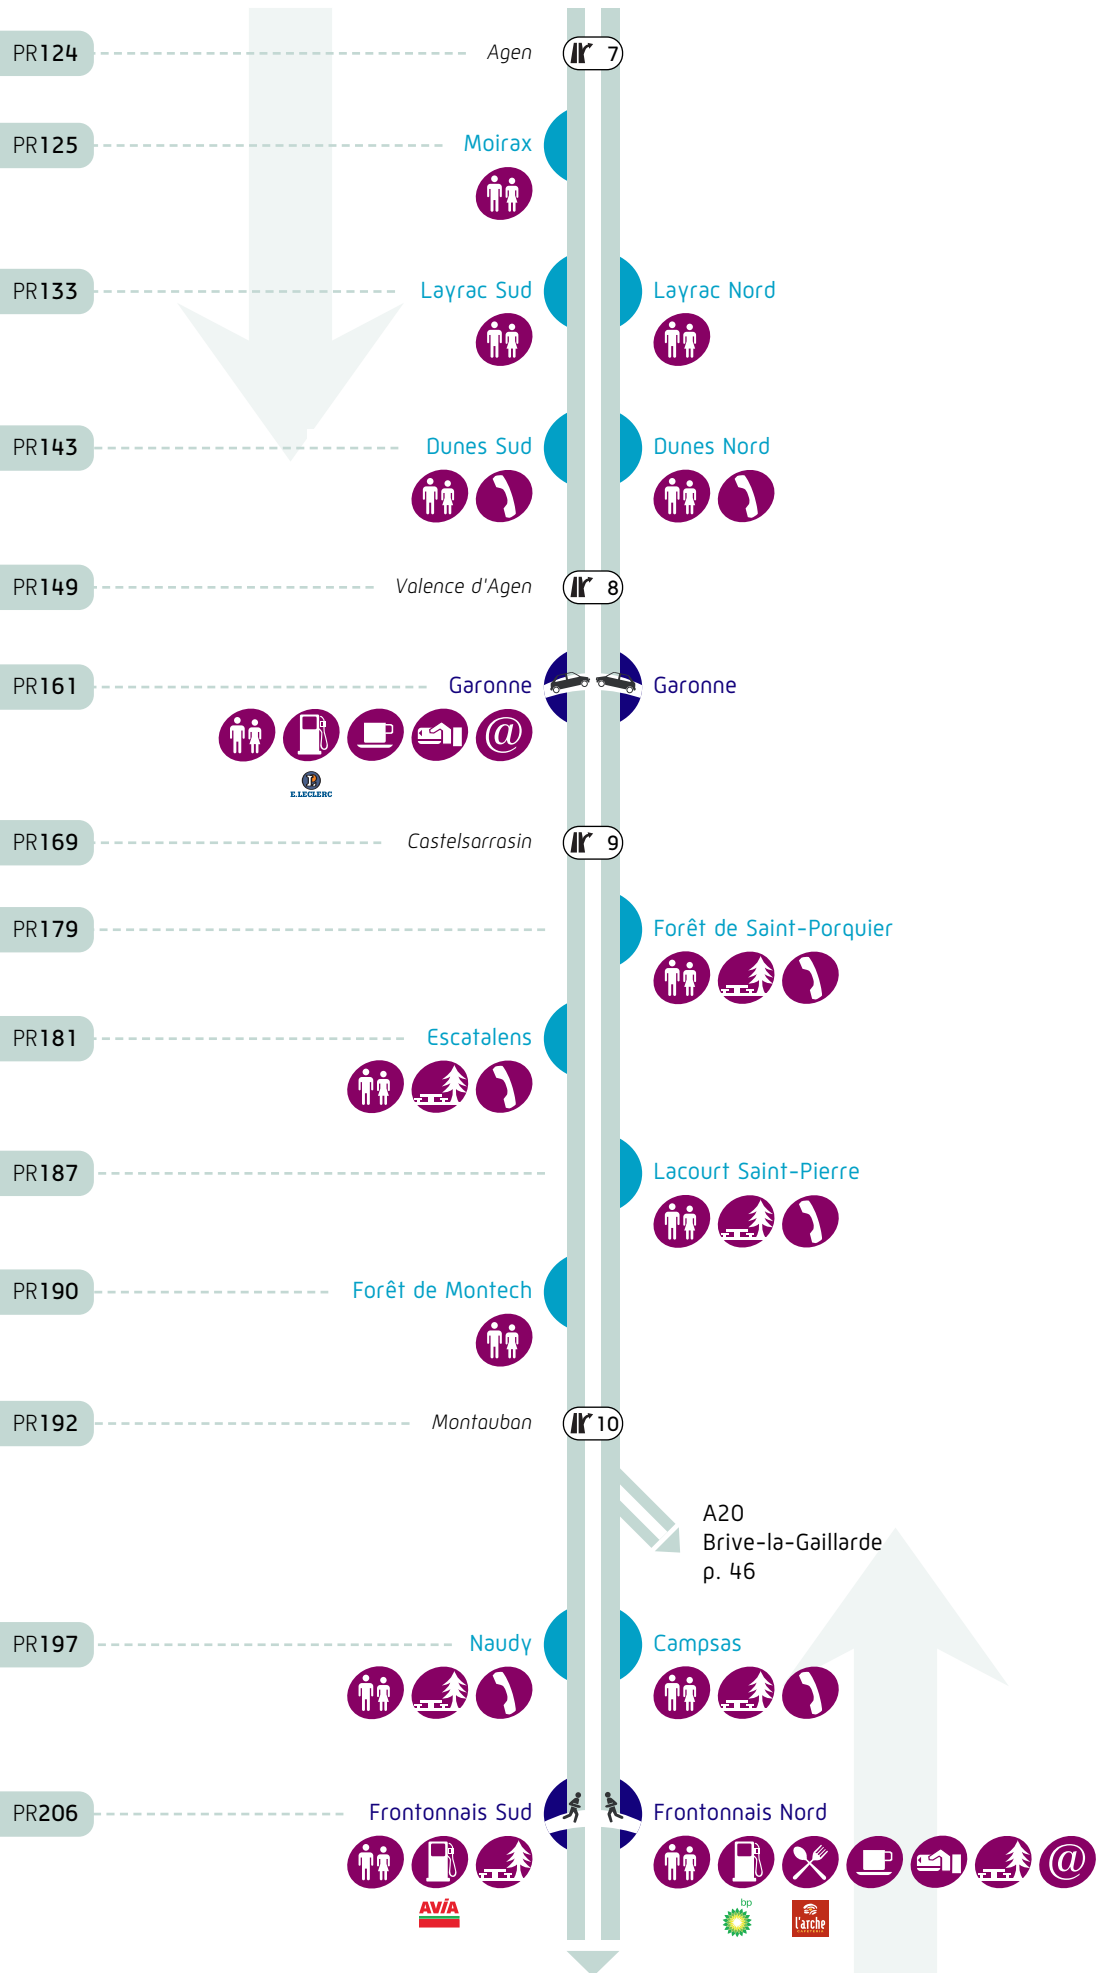 PR124 Agen 7
PR125 Moirax
PR133 Layrac Sud Layrac Nord
PR143 Dunes Sud Dunes Nord
PR149 Valence d'Agen 8
PR161 Garonne Garonne
@
E.LECLERC
PR169 Castelsarrasin 9
PR179 Forêt de Saint-Porquier
PR181 Escatalens
PR187 Lacourt Saint-Pierre
PR190 Forêt de Montech
PR192 Montauban 10
A20
Brive-la-Gaillarde
p. 46
PR197 Naudy Campsas
PR206 Frontonnais Sud Frontonnais Nord
@
AVIA bp l'arche
CAFETERIA